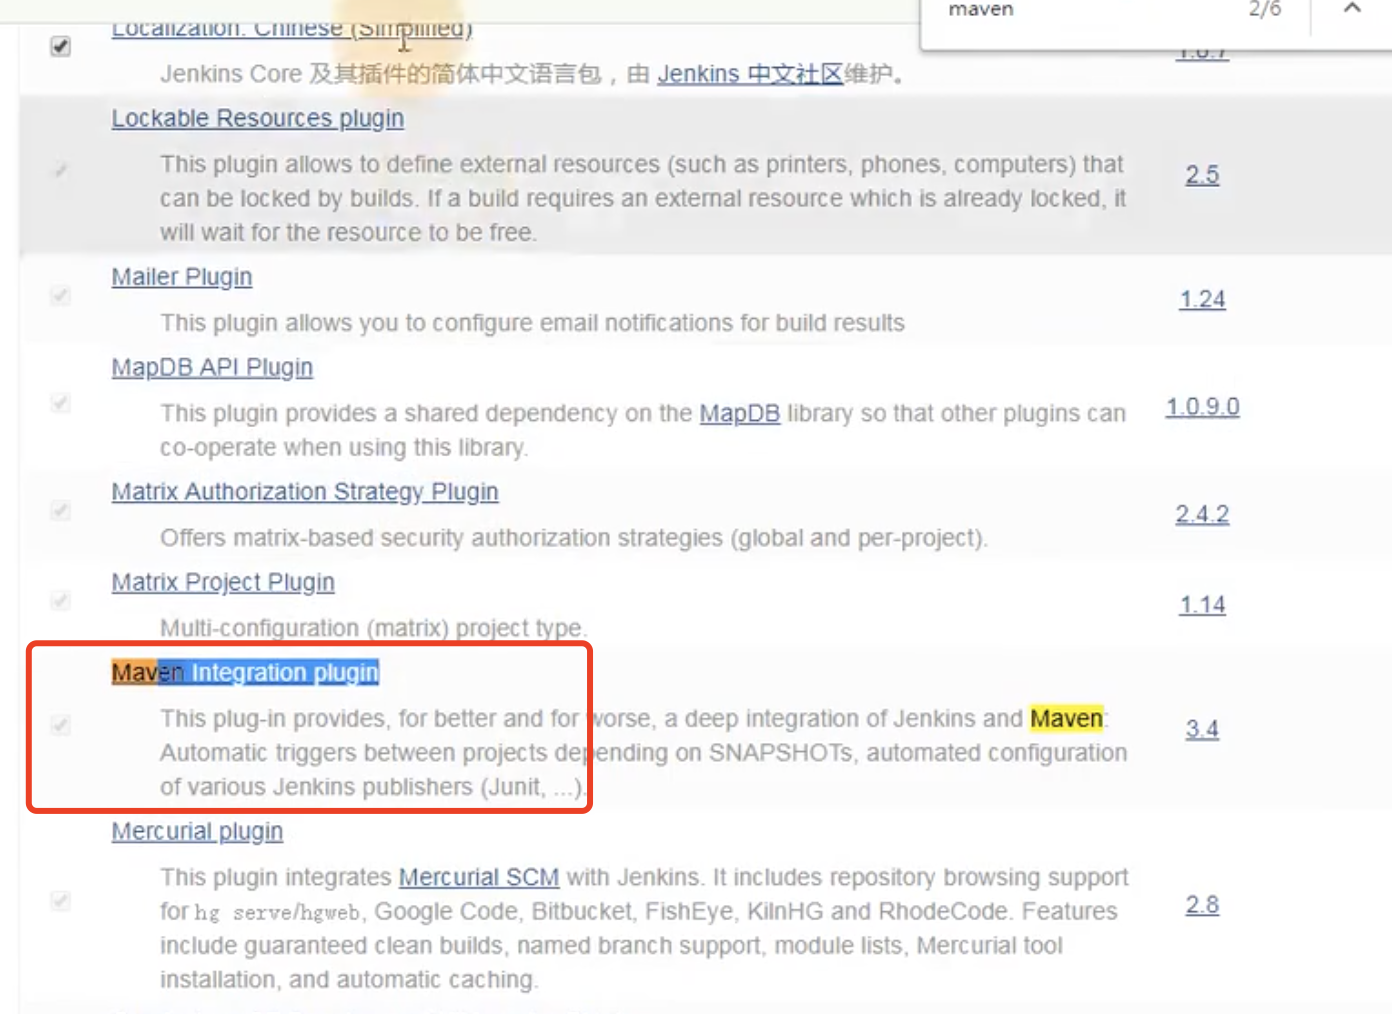 maven 2/6
Localization: Chinese (Simplified)
Jenkins Core 及其插件的简体中文语言包，由 Jenkins 中文社区维护。
1.0.7
Lockable Resources plugin
This plugin allows to define external resources (such as printers, phones, computers) that
can be locked by builds. If a build requires an external resource which is already locked, it
will wait for the resource to be free.
2.5
Mailer Plugin
This plugin allows you to configure email notifications for build results
1.24
MapDB API Plugin
This plugin provides a shared dependency on the MapDB library so that other plugins can
co-operate when using this library.
1.0.9.0
Matrix Authorization Strategy Plugin
Offers matrix-based security authorization strategies (global and per-project).
2.4.2
Matrix Project Plugin
Multi-configuration (matrix) project type.
1.14
Maven Integration plugin
This plug-in provides, for better and for worse, a deep integration of Jenkins and Maven:
Automatic triggers between projects depending on SNAPSHOTs, automated configuration
of various Jenkins publishers (Junit, ...).
3.4
Mercurial plugin
This plugin integrates Mercurial SCM with Jenkins. It includes repository browsing support
for hg serve/hgweb, Google Code, Bitbucket, FishEye, KilnHG and RhodeCode. Features
include guaranteed clean builds, named branch support, module lists, Mercurial tool
installation, and automatic caching.
2.8